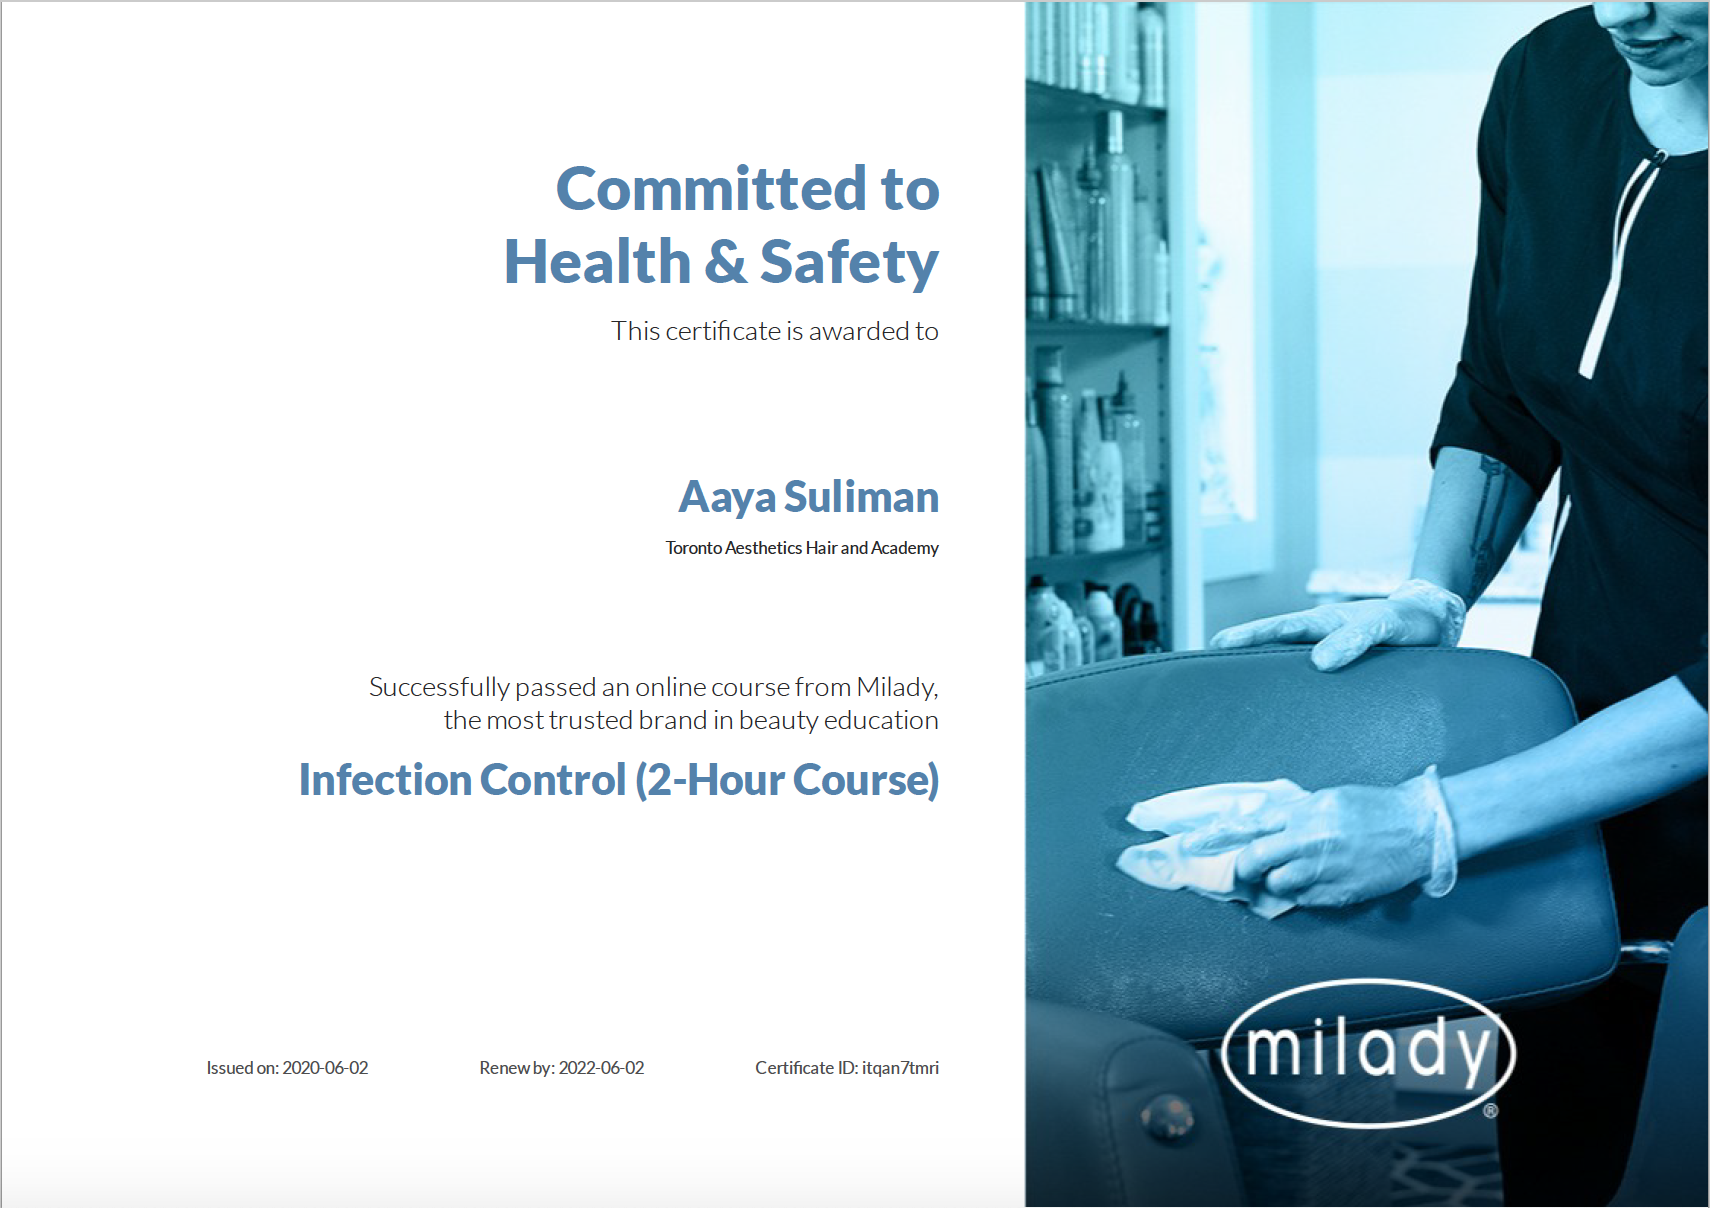 Committed to
Health & Safety
This certificate is awarded to
Aaya Suliman
Toronto Aesthetics Hair and Academy
Successfully passed an online course from Milady,
the most trusted brand in beauty education
Infection Control (2-Hour Course)
Issued on: 2020-06-02 Renew by: 2022-06-02 Certificate ID: itqan7tmri
milady
®